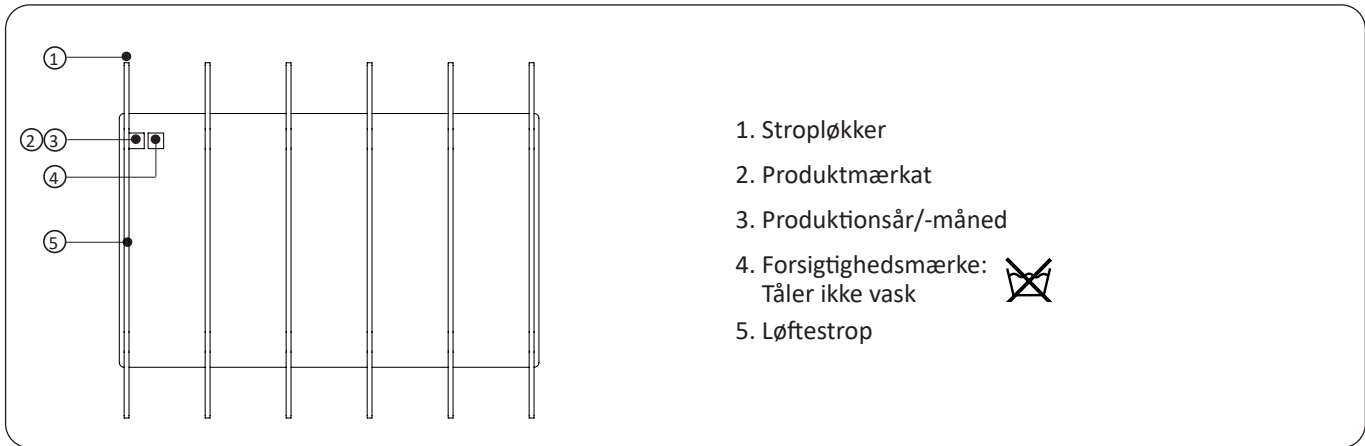 1
2 3
4
5
1. Stropløkker
2. Produktmærkat
3. Produktionsår/-måned
4. Forsigtighedsmærke:
Tåler ikke vask
5. Løftestrop